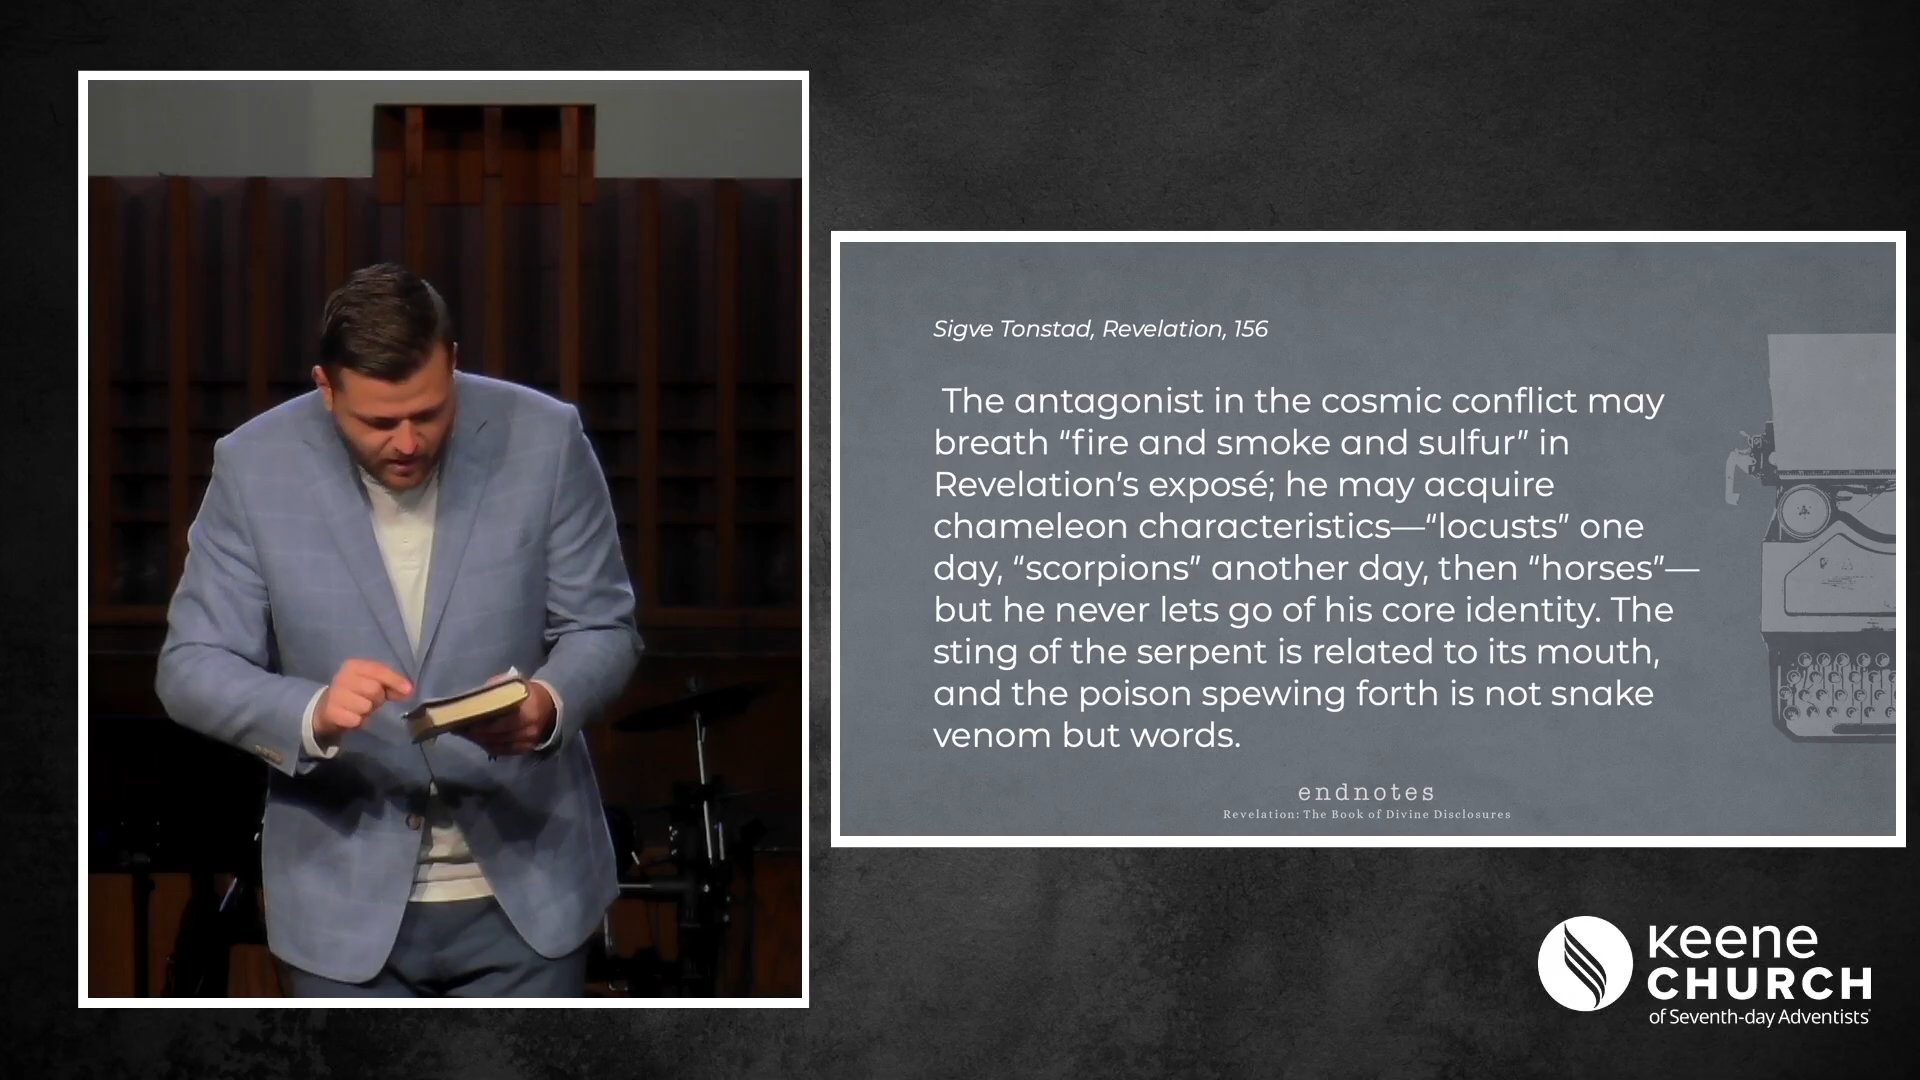 Sigve Tonstad, Revelation, 156
The antagonist in the cosmic conflict may
breath “fire and smoke and sulfur” in
Revelation’s exposé; he may acquire
chameleon characteristics—“locusts” one
day, “scorpions” another day, then “horses”—
but he never lets go of his core identity. The
sting of the serpent is related to its mouth,
and the poison spewing forth is not snake
venom but words.
endnotes
Revelation: The Book of Divine Disclosures
Keene
CHURCH
of Seventh-day Adventists